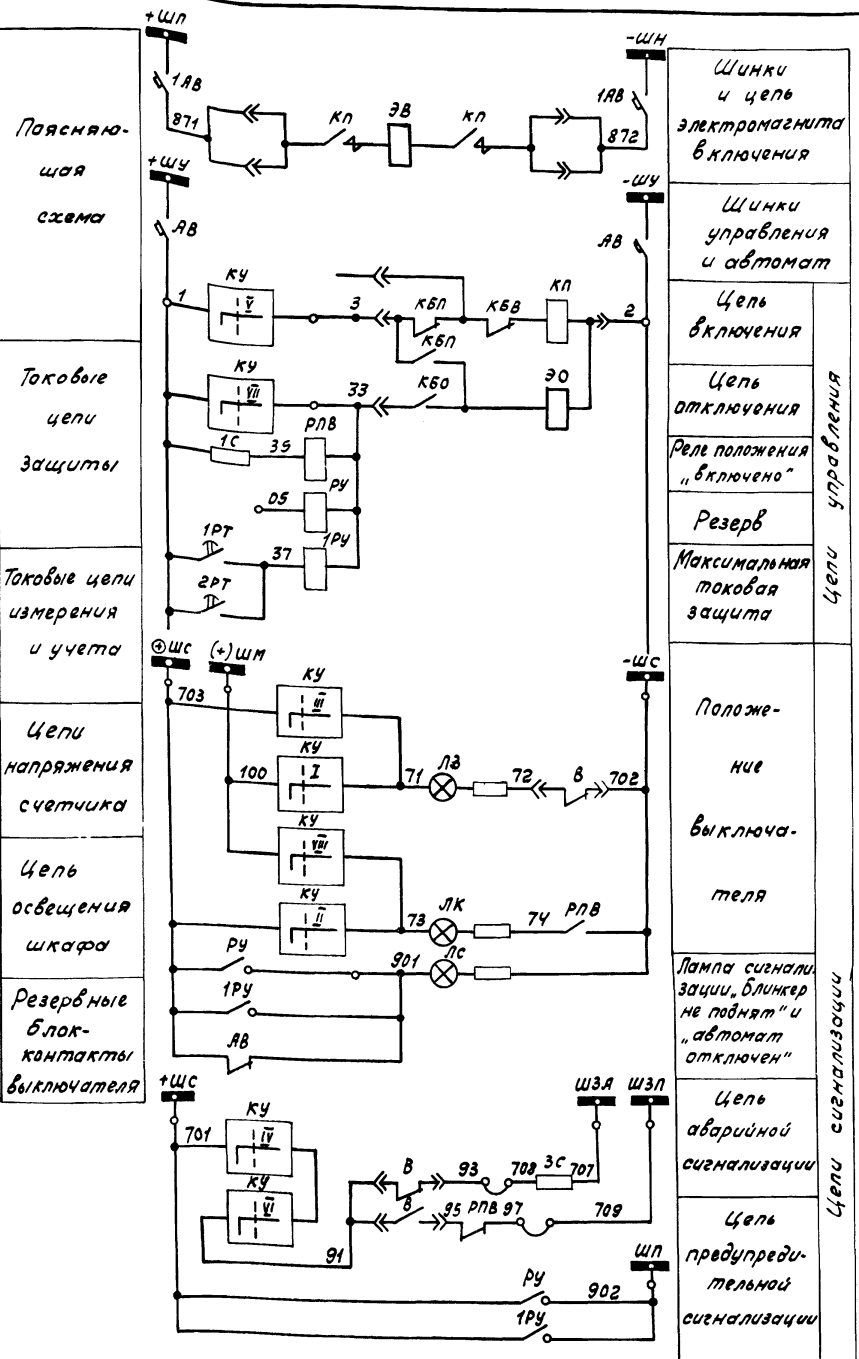 +ШП
-ШН
1АВ
1АВ
871
КП
ЭВ
КП
872
Шинки
и цепь
электромагнита
включения
Поясняю-
щая
схема
+ШУ
-ШУ
АВ
АВ
Шинки
управления
и автомат
КУ
1
V
3
КБП
КБВ
КП
2
Цепь
включения
КБП
КУ
VII
33
КБО
ЭО
Цепь
отключения
Токовые
цепи
защиты
1С
35
РПВ
Реле положения
„включено"
05
РУ
Резерв
1РТ
37
1РУ
2РТ
Максимальная
токовая
защита
Цепи управления
Токовые цепи
измерения
и учета
⊕ШС
(+)ШМ
-ШС
703
КУ
III
КУ
100
I
71
ЛЗ
72
В
702
КУ
VIII
КУ
II
73
ЛК
74
РПВ
Положе-
ние
выключа-
теля
Цепи
напряжения
счетчика
Цепь
освещения
шкафа
РУ
901
ЛС
1РУ
АВ
Лампа сигнали-
зации„Блинкер
не поднят" и
„автомат
отключен"
Резервные
блок-
контакты
выключателя
+ШС
ШЗА
ШЗП
701
КУ
IV
КУ
VI
91
В
93
708
ЗС
707
В
95
РПВ
97
709
Цепь
аварийной
сигнализации
ШП
РУ
902
1РУ
Цепь
предупреди-
тельной
сигнализации
Цепи сигнализации